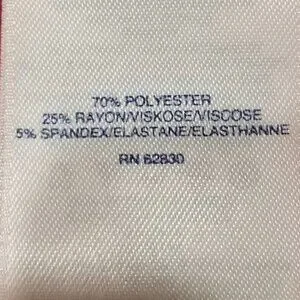 70% POLYESTER
25% RAYON/VISKOSE/VISCOSE
5% SPANDEX/ELASTANE/ELASTHANNE
RN 62830